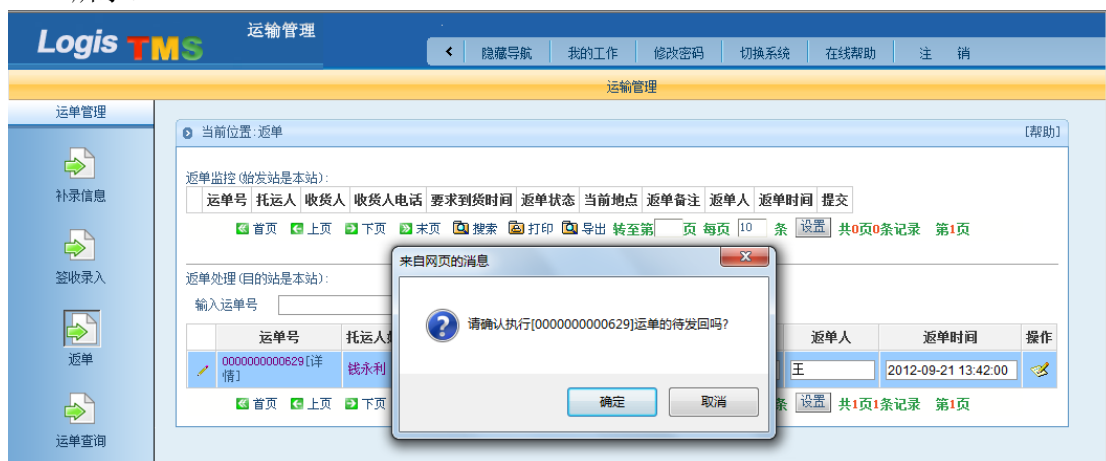 Logis TMS
运输管理
隐藏导航 我的工作 修改密码 切换系统 在线帮助 注 销
运输管理
运单管理
补录信息
签收录入
返单
运单查询
当前位置:返单 [帮助]
返单监控(始发站是本站):
运单号 托运人 收货人 收货人电话 要求到货时间 返单状态 当前地点 返单备注 返单人 返单时间 提交
首页 上页 下页 末页 搜索 打印 导出 转至第 页 每页 10 条 设置 共0页0条记录 第1页
返单处理(目的站是本站):
输入运单号
运单号 托运人 返单人 返单时间 操作
0000000000629[详情] 钱永利 王 2012-09-21 13:42:00
首页 上页 下页 条 设置 共1页1条记录 第1页
来自网页的消息
请确认执行[0000000000629]运单的待发回吗?
确定 取消